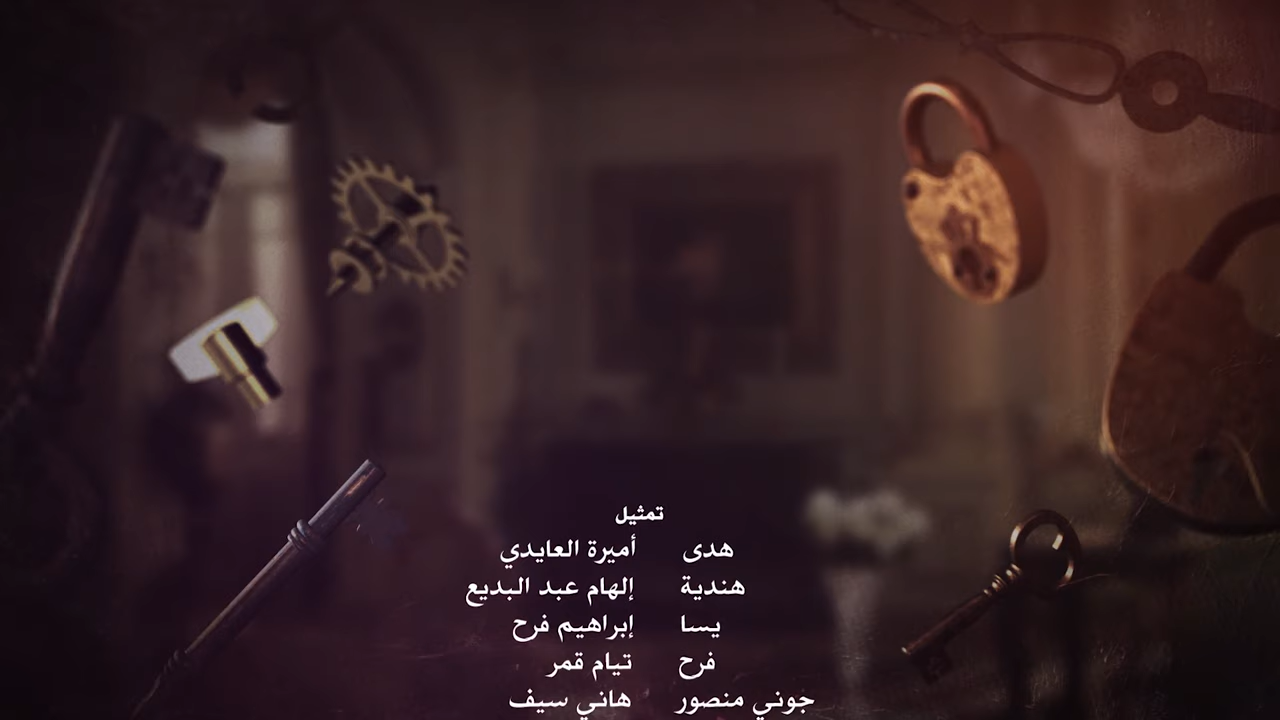 تمثيل
هدى أميرة العايدي
هندية إلهام عبد البديع
يسا إبراهيم فرح
فرح تيام قمر
جوني منصور هاني سيف